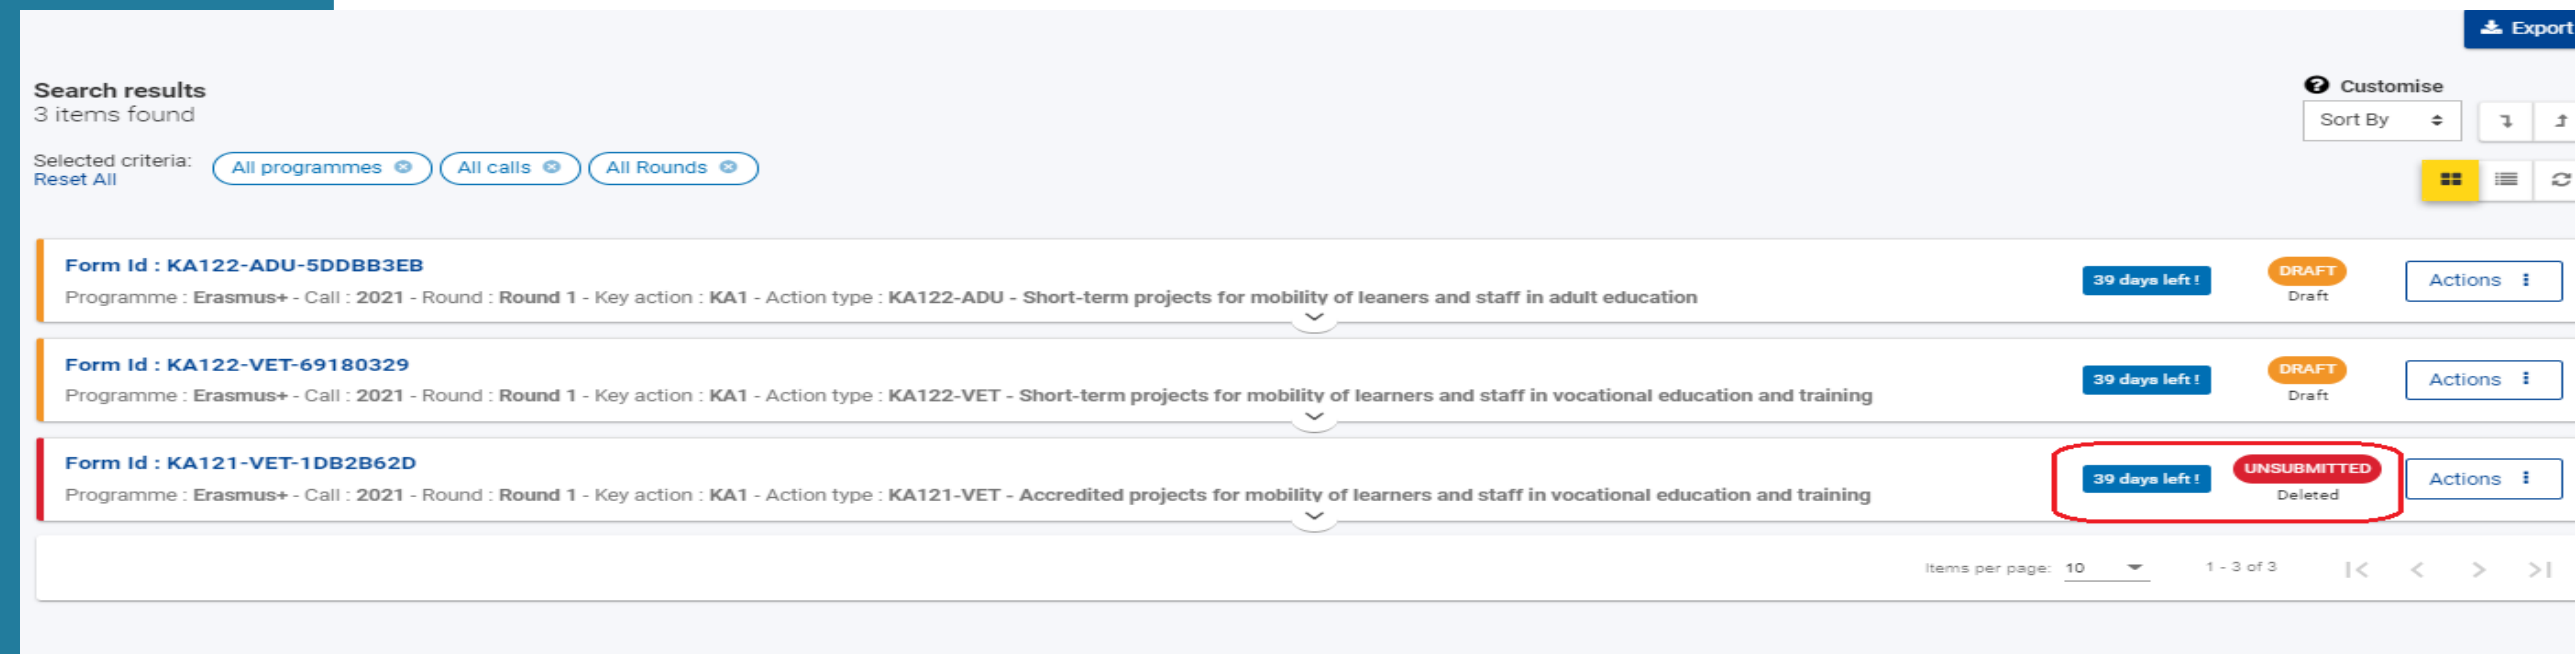 Export
Search results
3 items found
Customise
Sort By
Selected criteria:
Reset All
All programmes
All calls
All Rounds
Form Id : KA122-ADU-5DDBB3EB
Programme : Erasmus+ - Call : 2021 - Round : Round 1 - Key action : KA1 - Action type : KA122-ADU - Short-term projects for mobility of leaners and staff in adult education
39 days left !
DRAFT
Draft
Actions
Form Id : KA122-VET-69180329
Programme : Erasmus+ - Call : 2021 - Round : Round 1 - Key action : KA1 - Action type : KA122-VET - Short-term projects for mobility of learners and staff in vocational education and training
39 days left !
DRAFT
Draft
Actions
Form Id : KA121-VET-1DB2B62D
Programme : Erasmus+ - Call : 2021 - Round : Round 1 - Key action : KA1 - Action type : KA121-VET - Accredited projects for mobility of learners and staff in vocational education and training
39 days left !
UNSUBMITTED
Deleted
Actions
Items per page: 10
1 - 3 of 3